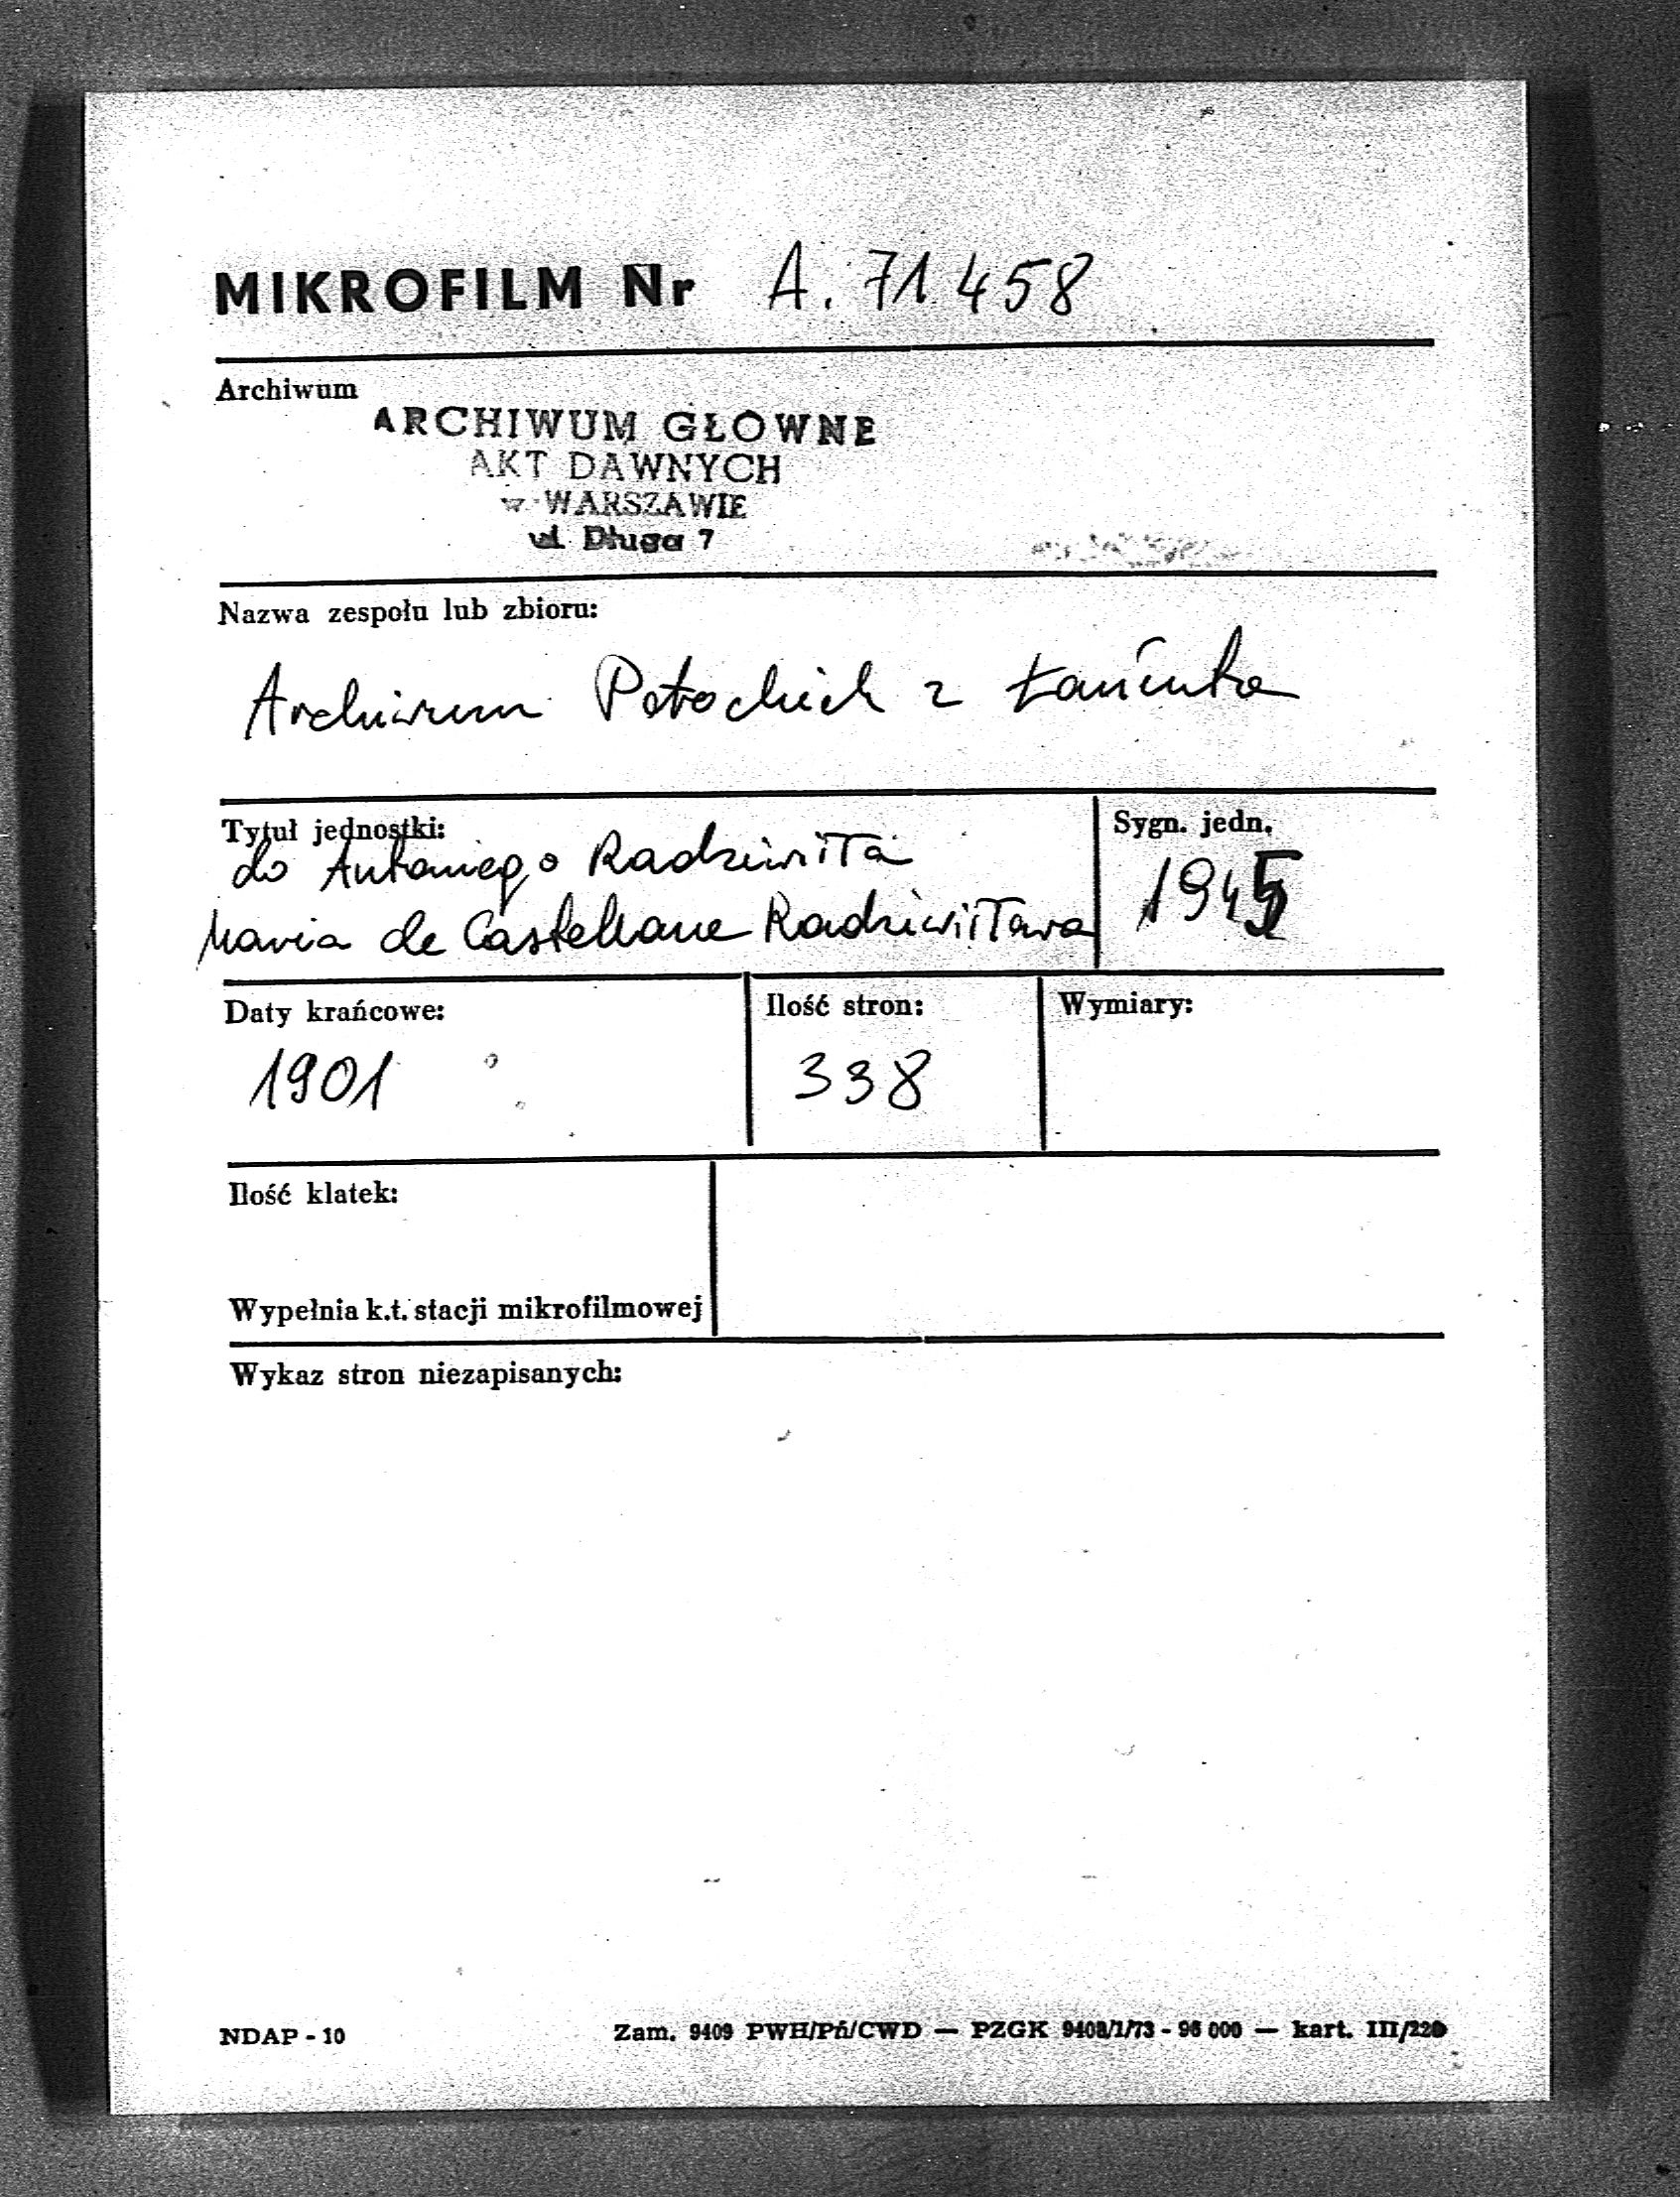 MIKROFILM Nr A. 71458
Archiwum
ARCHIWUM GŁÓWNE
AKT DAWNYCH
w WARSZAWIE
ul. Długa 7
Nazwa zespołu lub zbioru:
Archiwum Potockich z Łańcuta
Tytuł jednostki:
do Antoniego Radziwiłła
Maria de Castellane Radziwiłłowa
Sygn. jedn.
1945
Daty krańcowe:
1901
Ilość stron:
338
Wymiary:
Ilość klatek:
Wypełnia k.t. stacji mikrofilmowej
Wykaz stron niezapisanych:
NDAP - 10
Zam. 9409 PWH/Pń/CWD — PZGK 9408/1/73 - 96 000 — kart. III/220